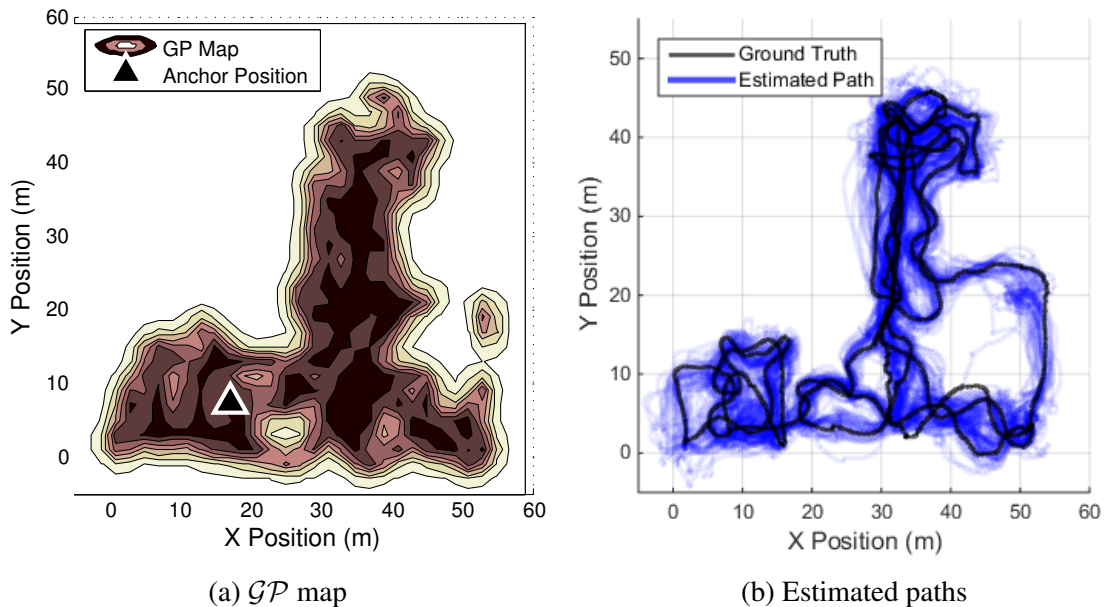 60
50
40
30
20
10
0
Y Position (m)
GP Map
Anchor Position
0 10 20 30 40 50 60
X Position (m)
(a) 𝒢𝒫 map
50
40
30
20
10
0
Y Position (m)
Ground Truth
Estimated Path
0 10 20 30 40 50 60
X Position (m)
(b) Estimated paths